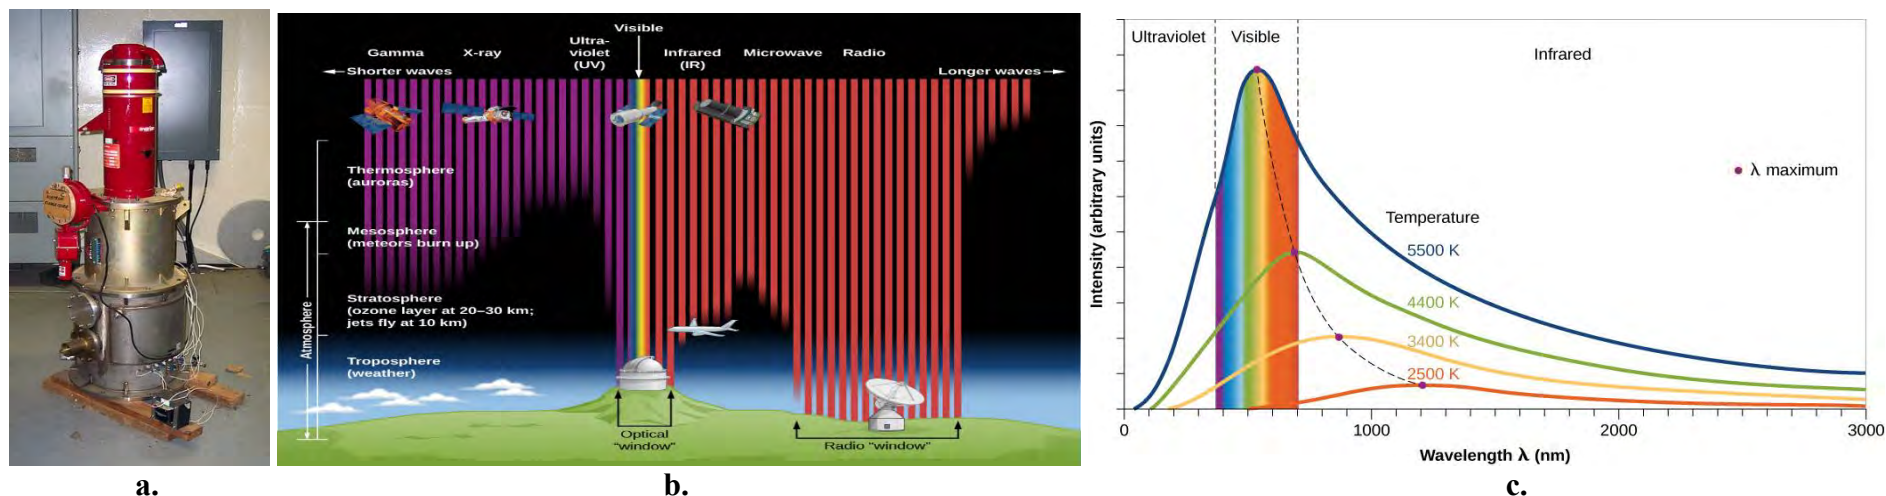 Visible
Gamma
X-ray
Ultra-
violet
(UV)
Infrared
(IR)
Microwave
Radio
Shorter waves
Longer waves
Thermosphere
(auroras)
Mesosphere
(meteors burn up)
Stratosphere
(ozone layer at 20–30 km;
jets fly at 10 km)
Atmosphere
Troposphere
(weather)
Optical
"window"
Radio "window"
Ultraviolet
Visible
Infrared
λ maximum
Temperature
5500 K
4400 K
3400 K
2500 K
Intensity (arbitrary units)
0
1000
2000
3000
Wavelength λ (nm)
a.
b.
c.